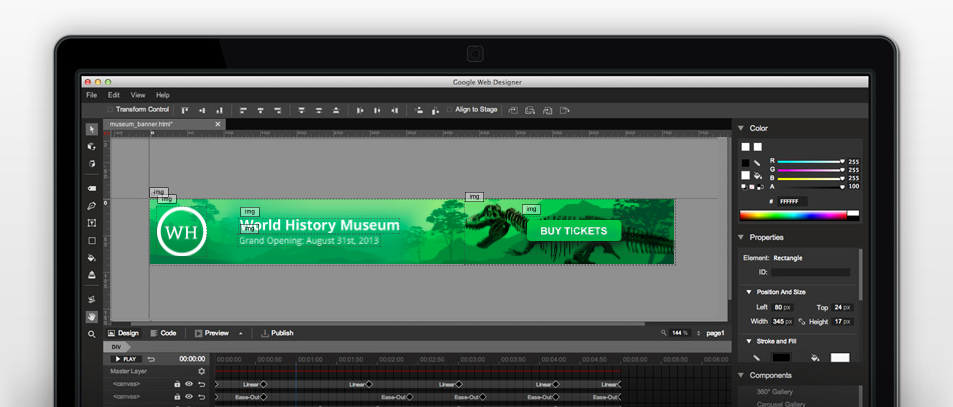 Google Web Designer
File Edit View Help
Transform Control Align to Stage
museum_banner.html* ×
Color
R 255
G 255
B 255
A 100
# FFFFFF
img
img
img
img
img
img
WH
World History Museum
Grand Opening: August 31st, 2013
BUY TICKETS
Properties
Element: Rectangle
ID:
Position And Size
Left 80 px Top 24 px
Width 345 px Height 17 px
Stroke and Fill
Design Code Preview Publish 144 % page1
DIV
PLAY 00:00:00 00:00:00 00:00:50 00:01:00 00:01:50 00:02:00 00:02:50 00:03:00 00:03:50 00:04:00 00:04:50 00:05:00 00:05:50 00:06:00
Master Layer
<canvas> Linear Linear Linear Linear Linear
<canvas> Ease-Out Ease-Out Ease-Out Ease-Out Ease-Out
Components
360° Gallery
Carousel Gallery